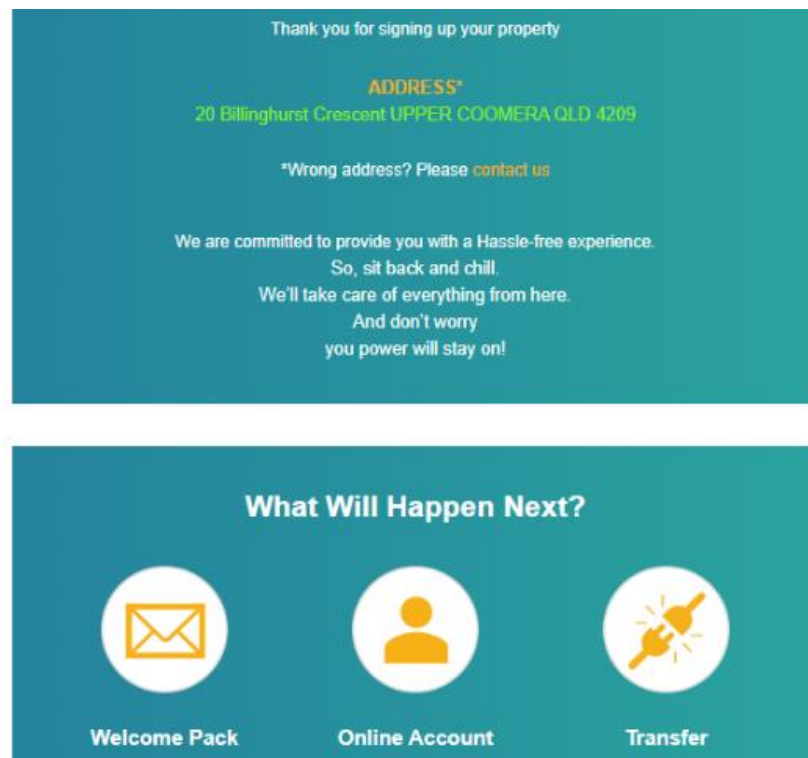 Thank you for signing up your property
ADDRESS*
20 Billinghurst Crescent UPPER COOMERA QLD 4209
*Wrong address? Please contact us
We are committed to provide you with a Hassle-free experience.
So, sit back and chill.
We'll take care of everything from here.
And don't worry
you power will stay on!
What Will Happen Next?
Welcome Pack Online Account Transfer